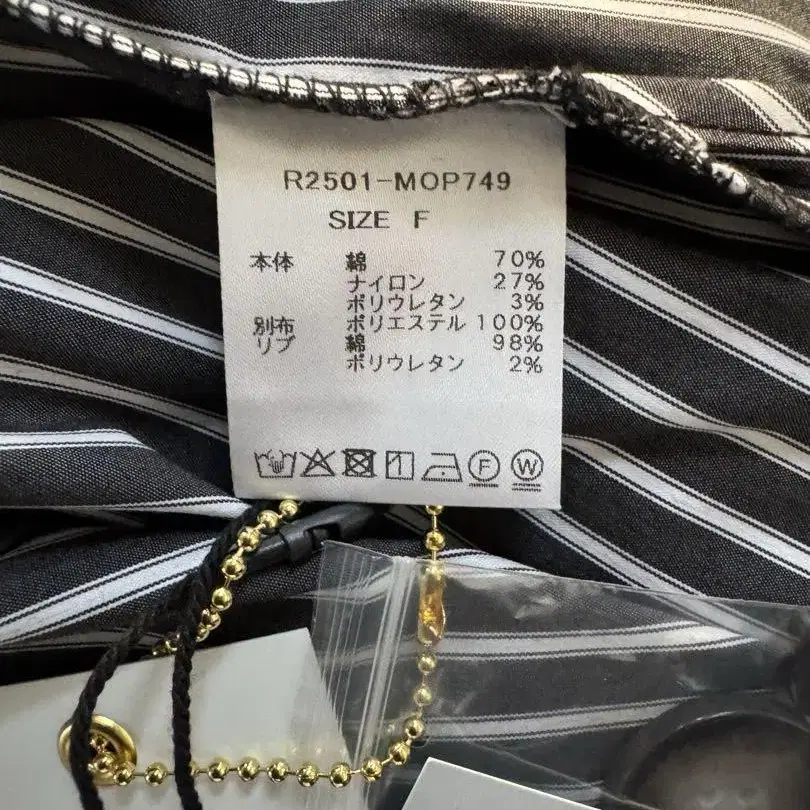 R2501-MOP749
SIZE F
本体 綿 70%
ナイロン 27%
ポリウレタン 3%
別布 ポリエステル 100%
リブ 綿 98%
ポリウレタン 2%
F W